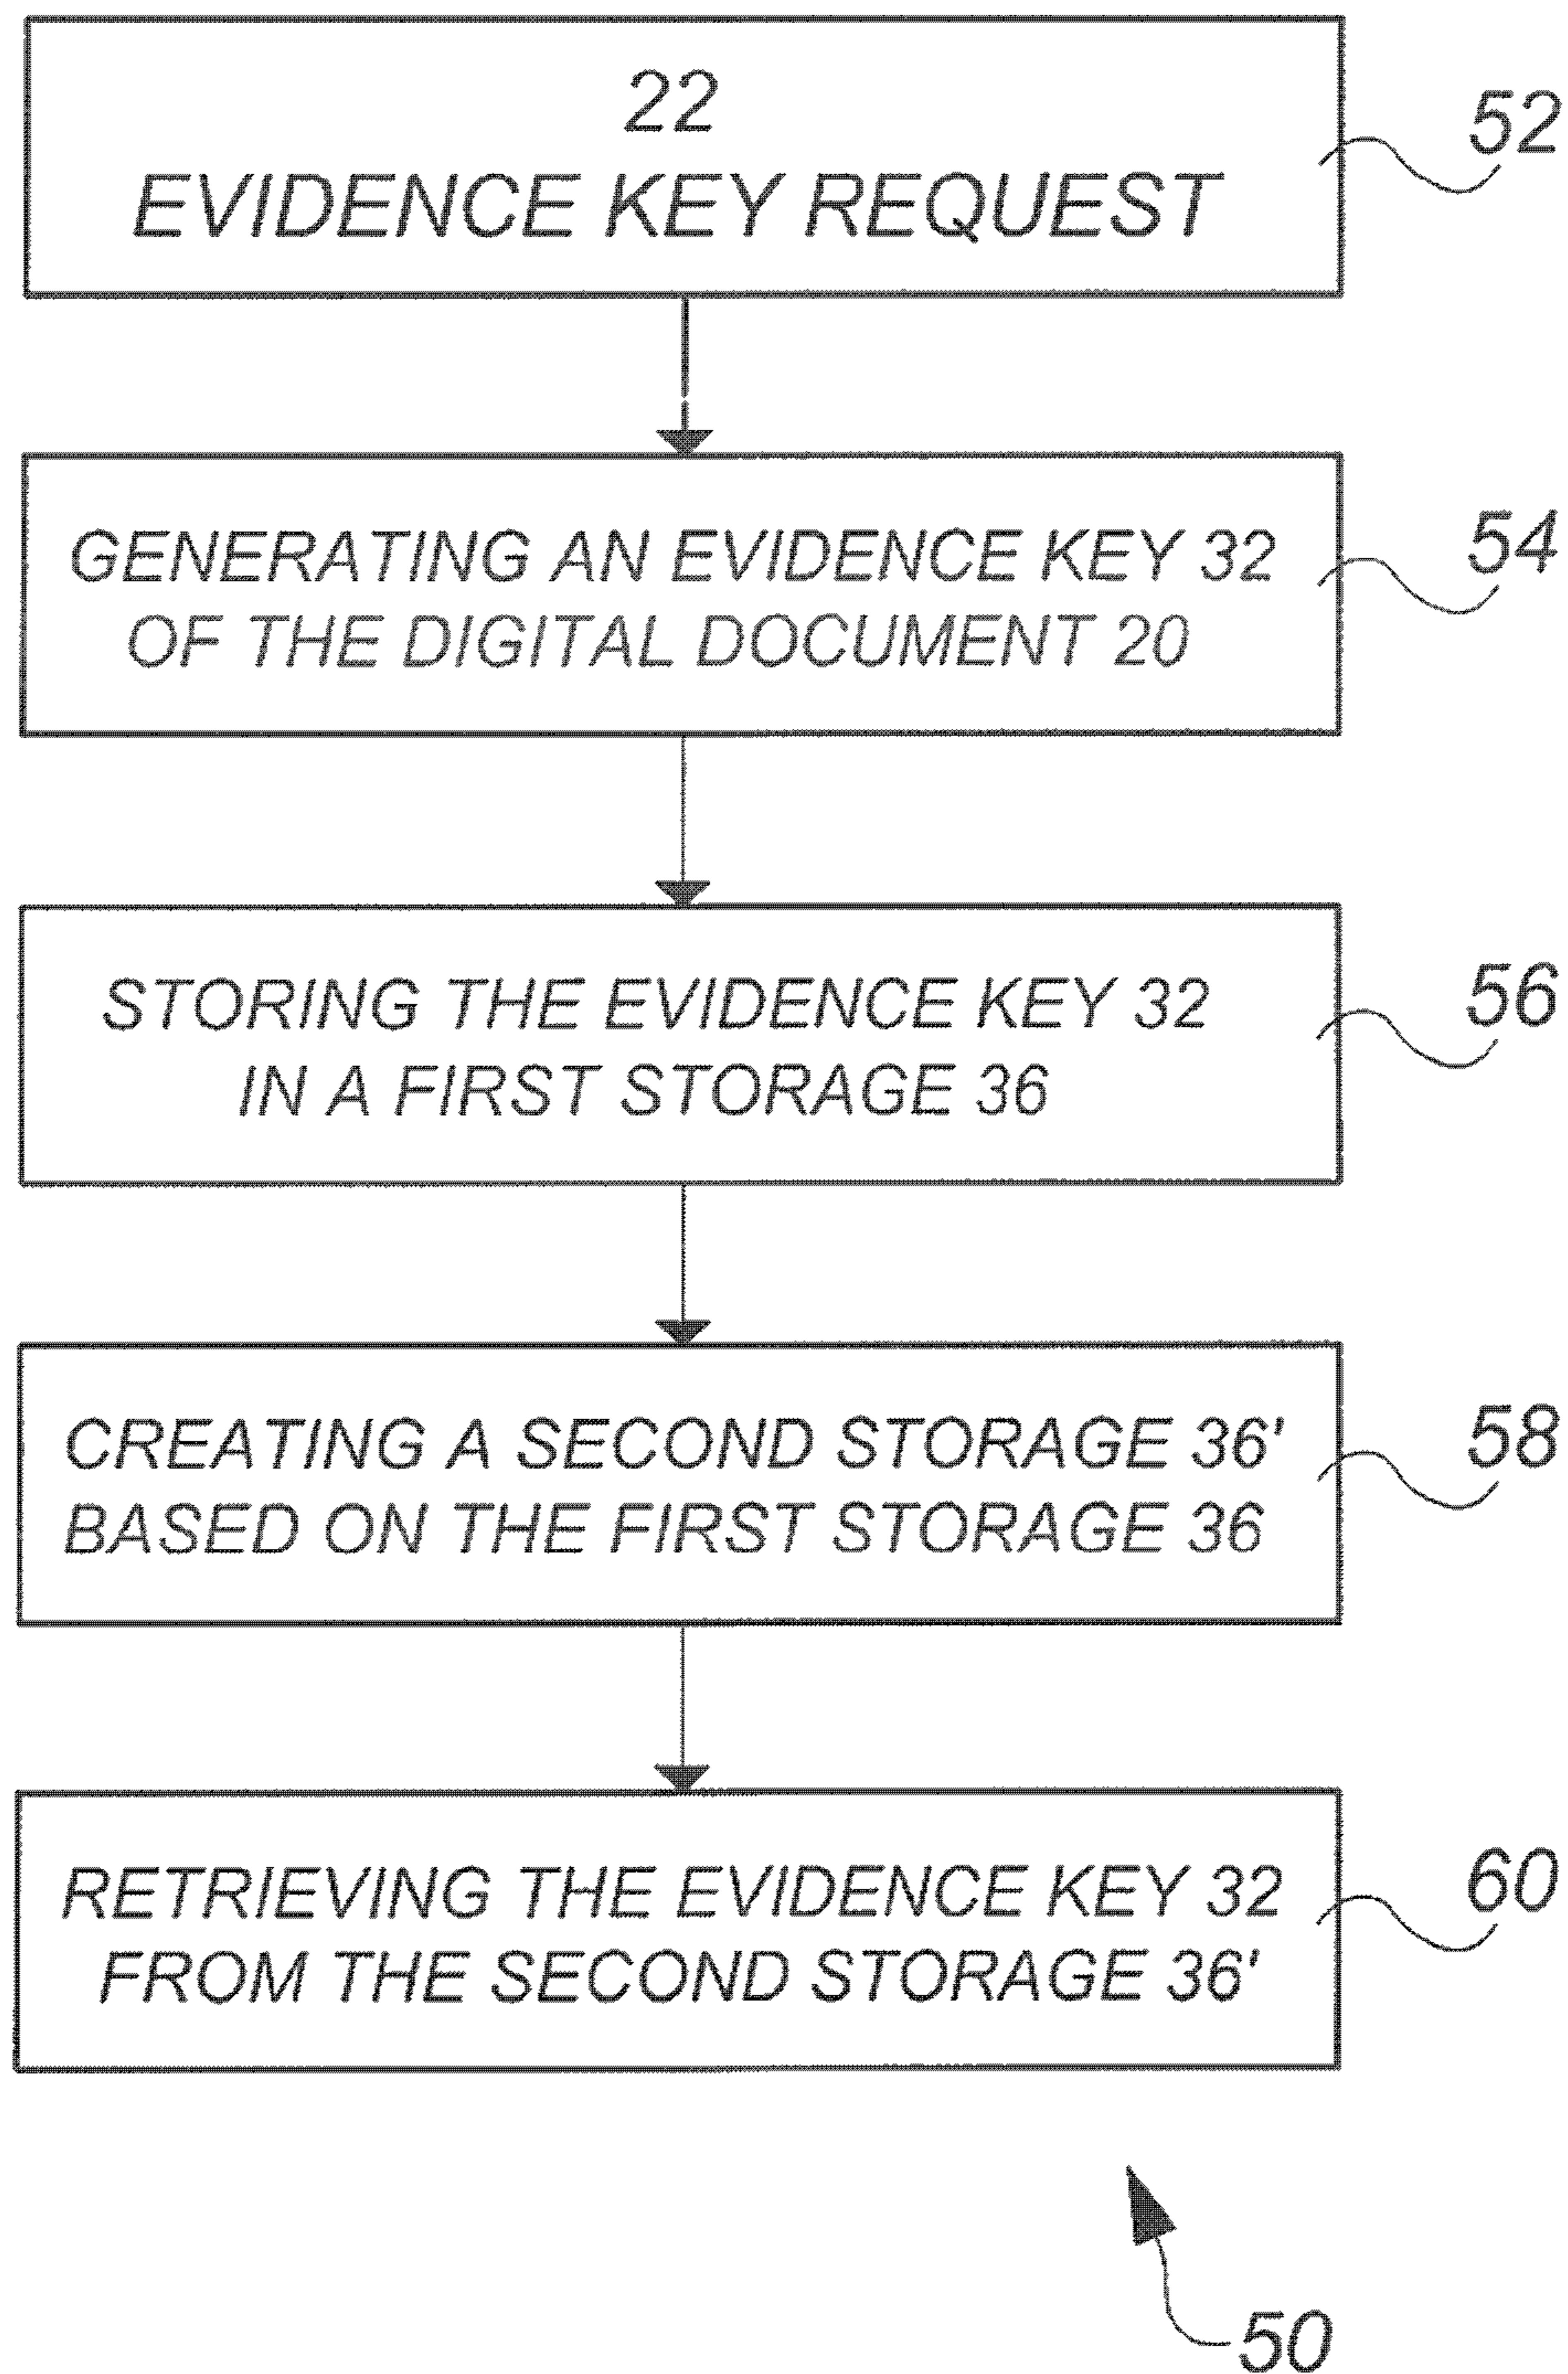 22
EVIDENCE KEY REQUEST
52
GENERATING AN EVIDENCE KEY 32
OF THE DIGITAL DOCUMENT 20
54
STORING THE EVIDENCE KEY 32
IN A FIRST STORAGE 36
56
CREATING A SECOND STORAGE 36'
BASED ON THE FIRST STORAGE 36
58
RETRIEVING THE EVIDENCE KEY 32
FROM THE SECOND STORAGE 36'
60
50